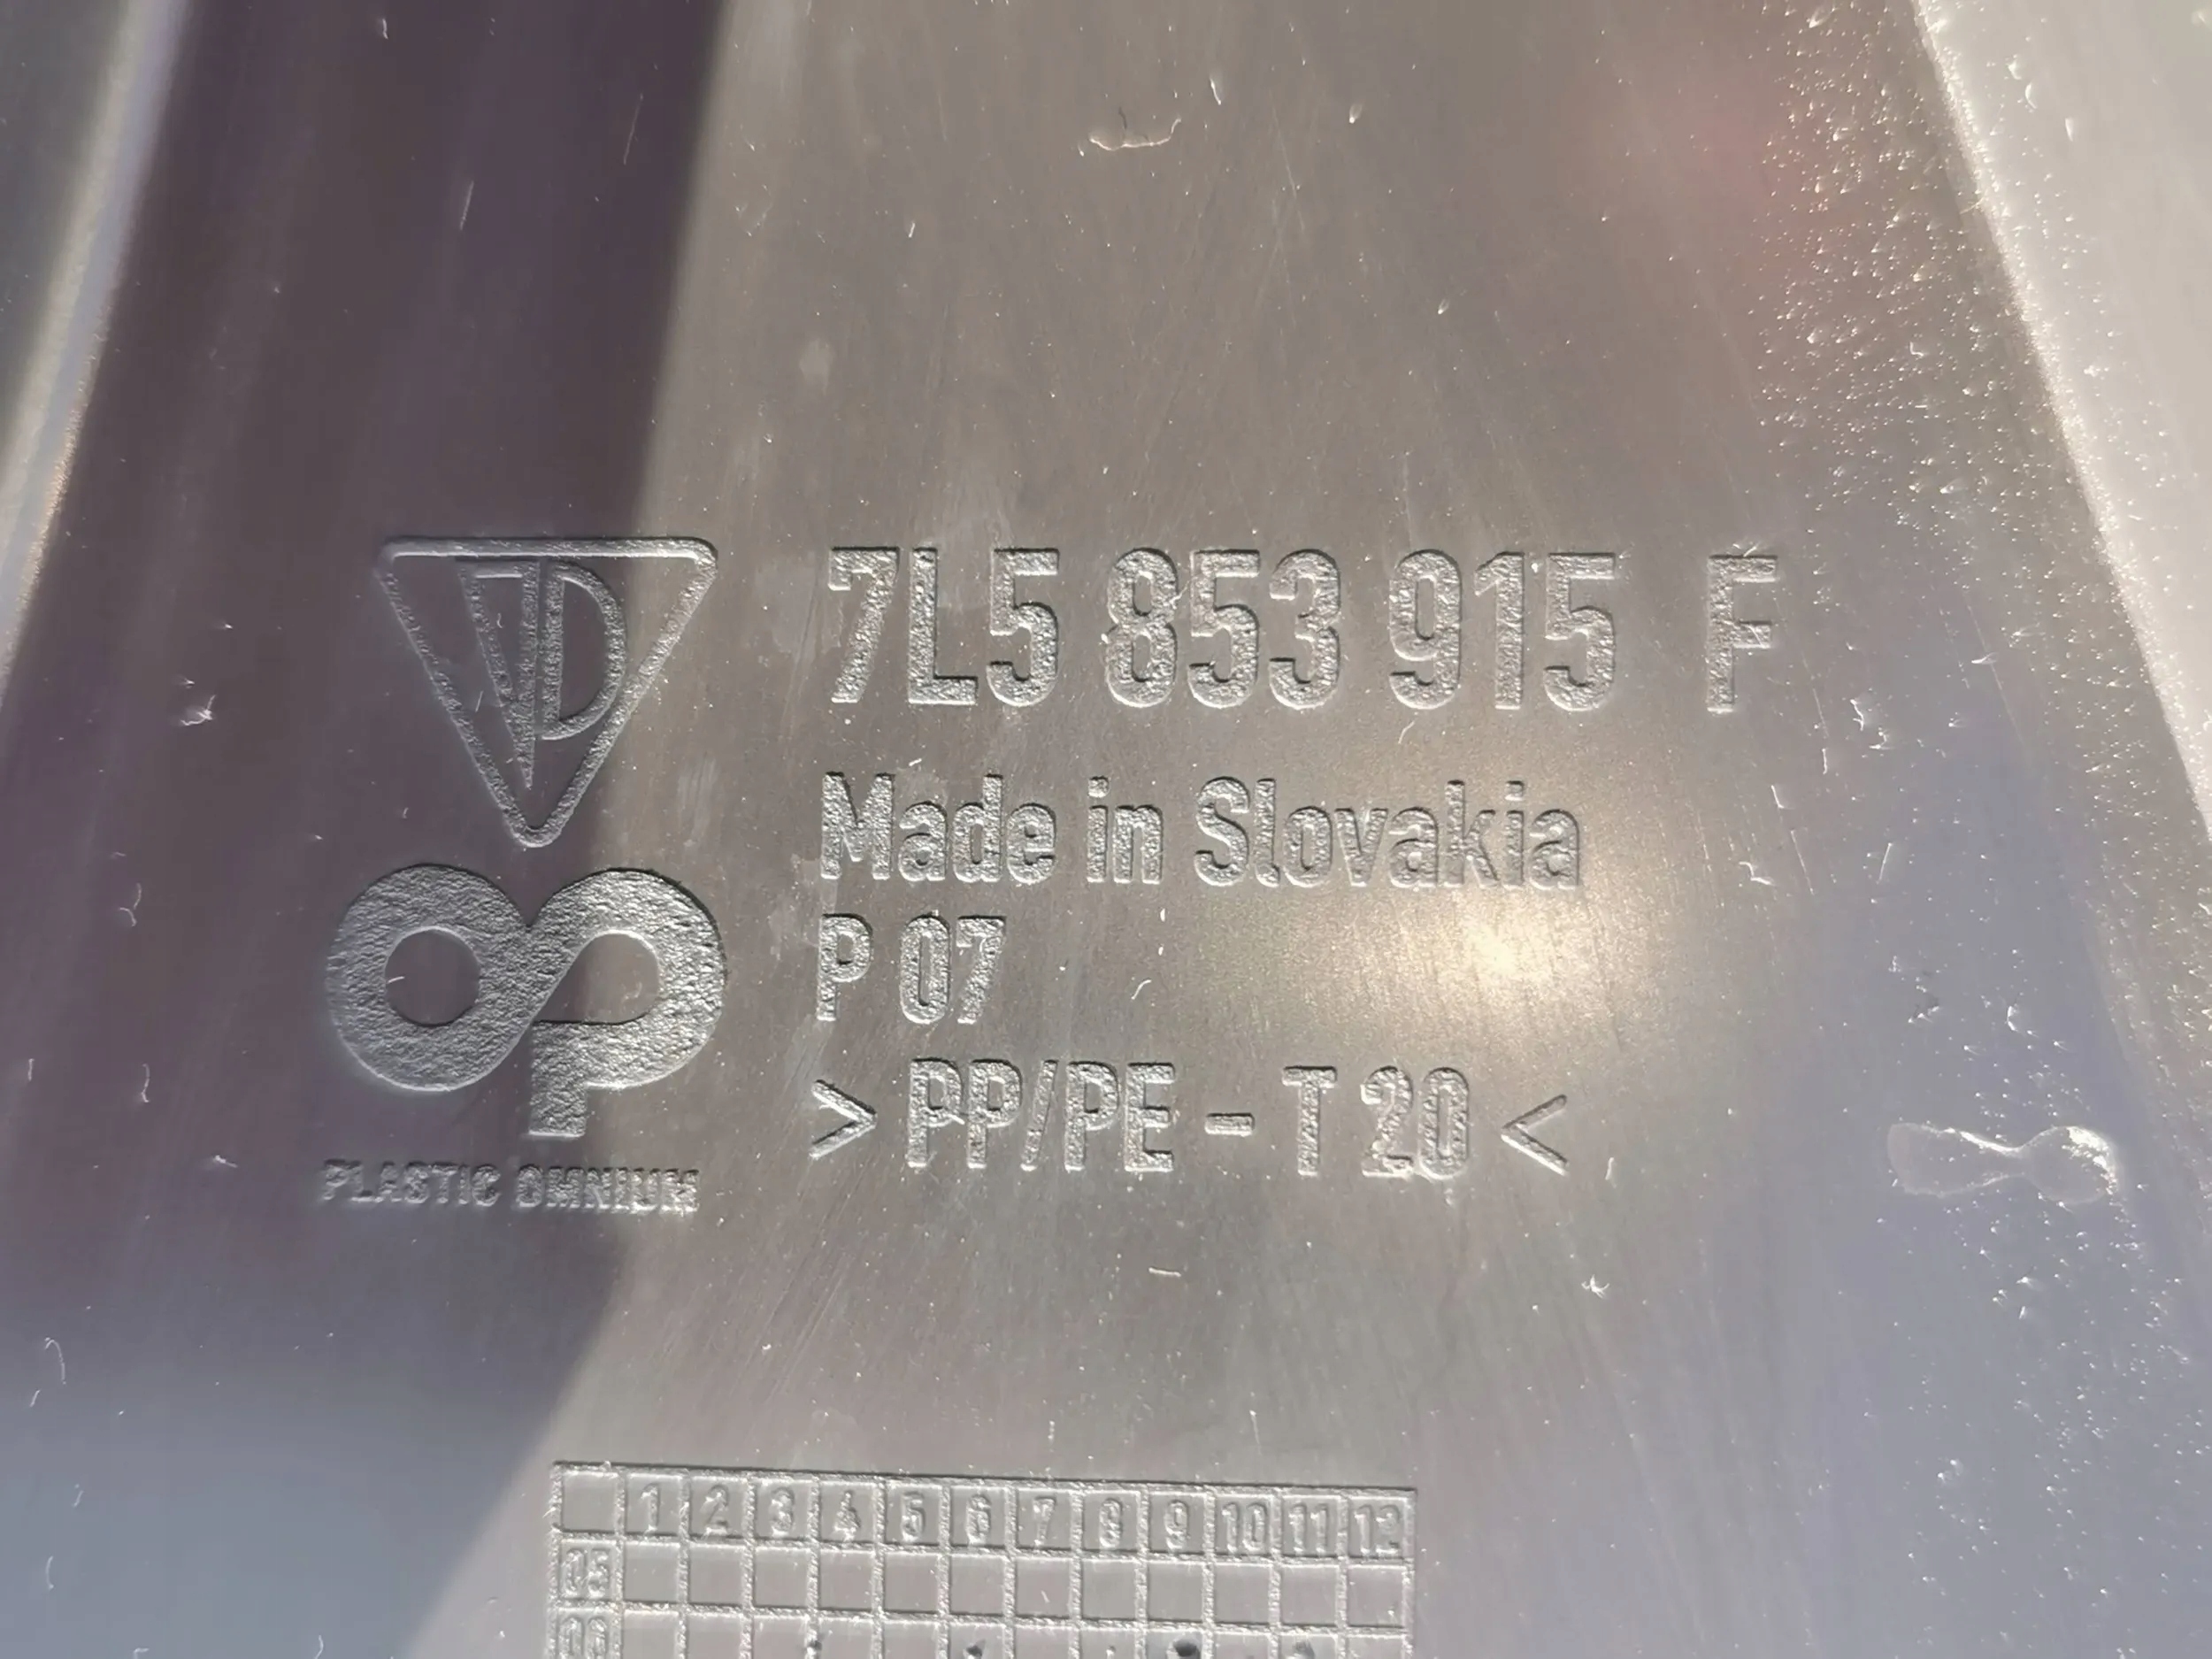 7L5 853 915 F
Made in Slovakia
P 07
> PP/PE - T 20 <
PLASTIC OMNIUM
1 2 3 4 5 6 7 8 9 10 11 12
05